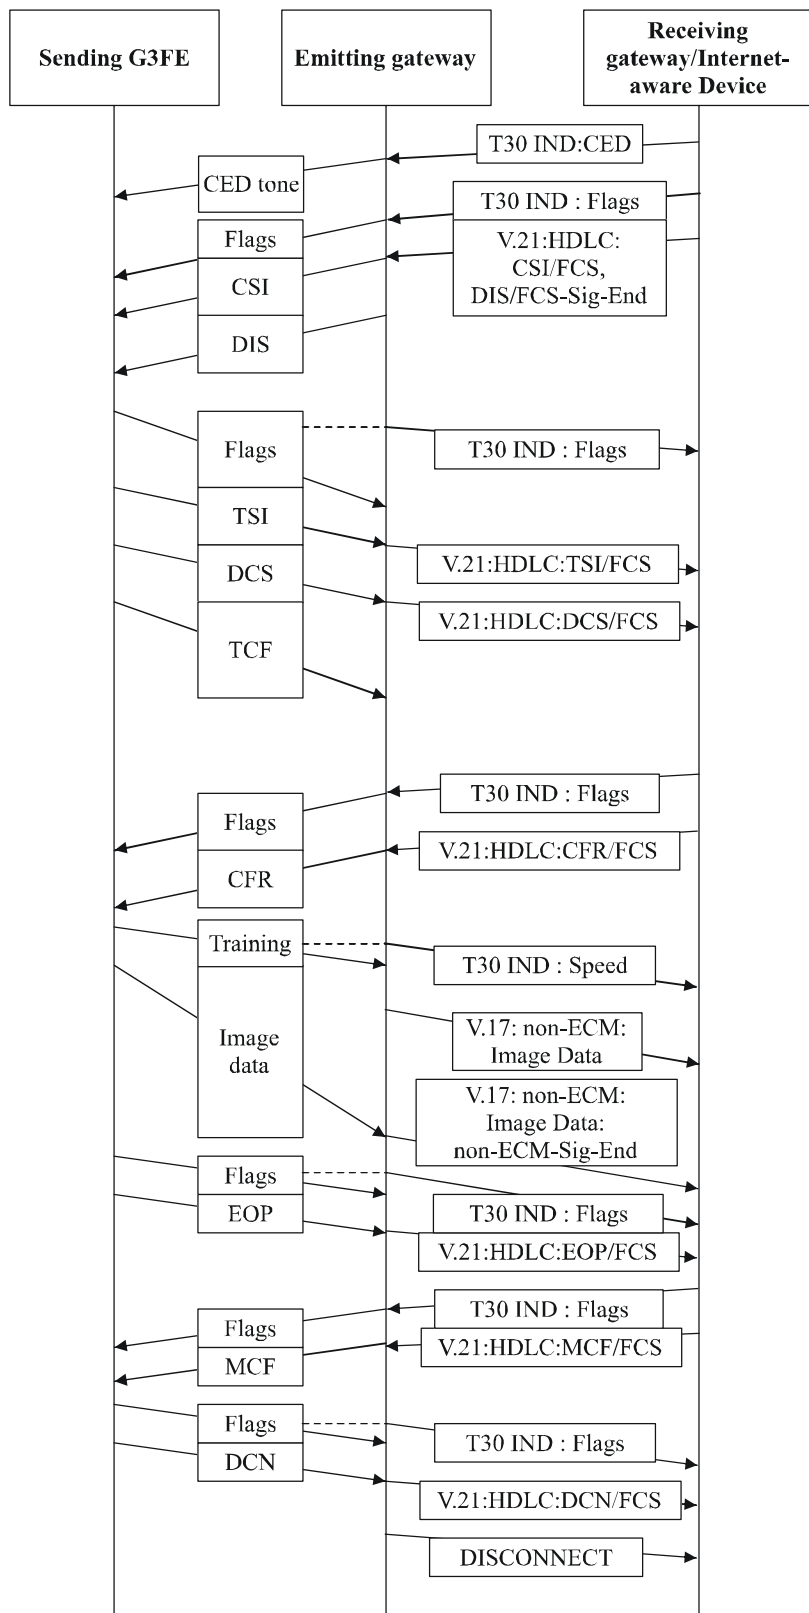 Sending G3FE
Emitting gateway
Receiving
gateway/Internet-
aware Device
T30 IND:CED
CED tone
T30 IND : Flags
Flags
V.21:HDLC:
CSI/FCS,
DIS/FCS-Sig-End
CSI
DIS
Flags
T30 IND : Flags
TSI
V.21:HDLC:TSI/FCS
DCS
V.21:HDLC:DCS/FCS
TCF
T30 IND : Flags
Flags
V.21:HDLC:CFR/FCS
CFR
Training
T30 IND : Speed
Image
data
V.17: non-ECM:
Image Data
V.17: non-ECM:
Image Data:
non-ECM-Sig-End
Flags
T30 IND : Flags
EOP
V.21:HDLC:EOP/FCS
T30 IND : Flags
Flags
V.21:HDLC:MCF/FCS
MCF
Flags
T30 IND : Flags
DCN
V.21:HDLC:DCN/FCS
DISCONNECT